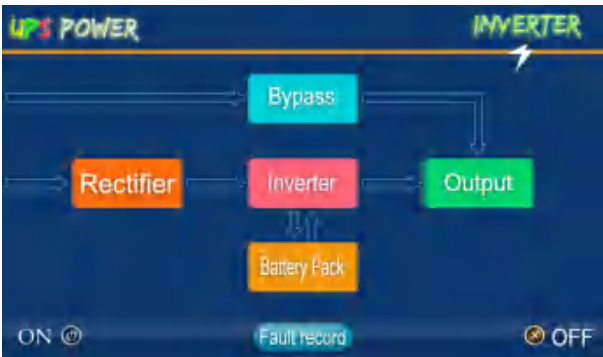 UPS POWER INVERTER
Bypass
Rectifier Inverter Output
Battery Pack
ON Fault record OFF